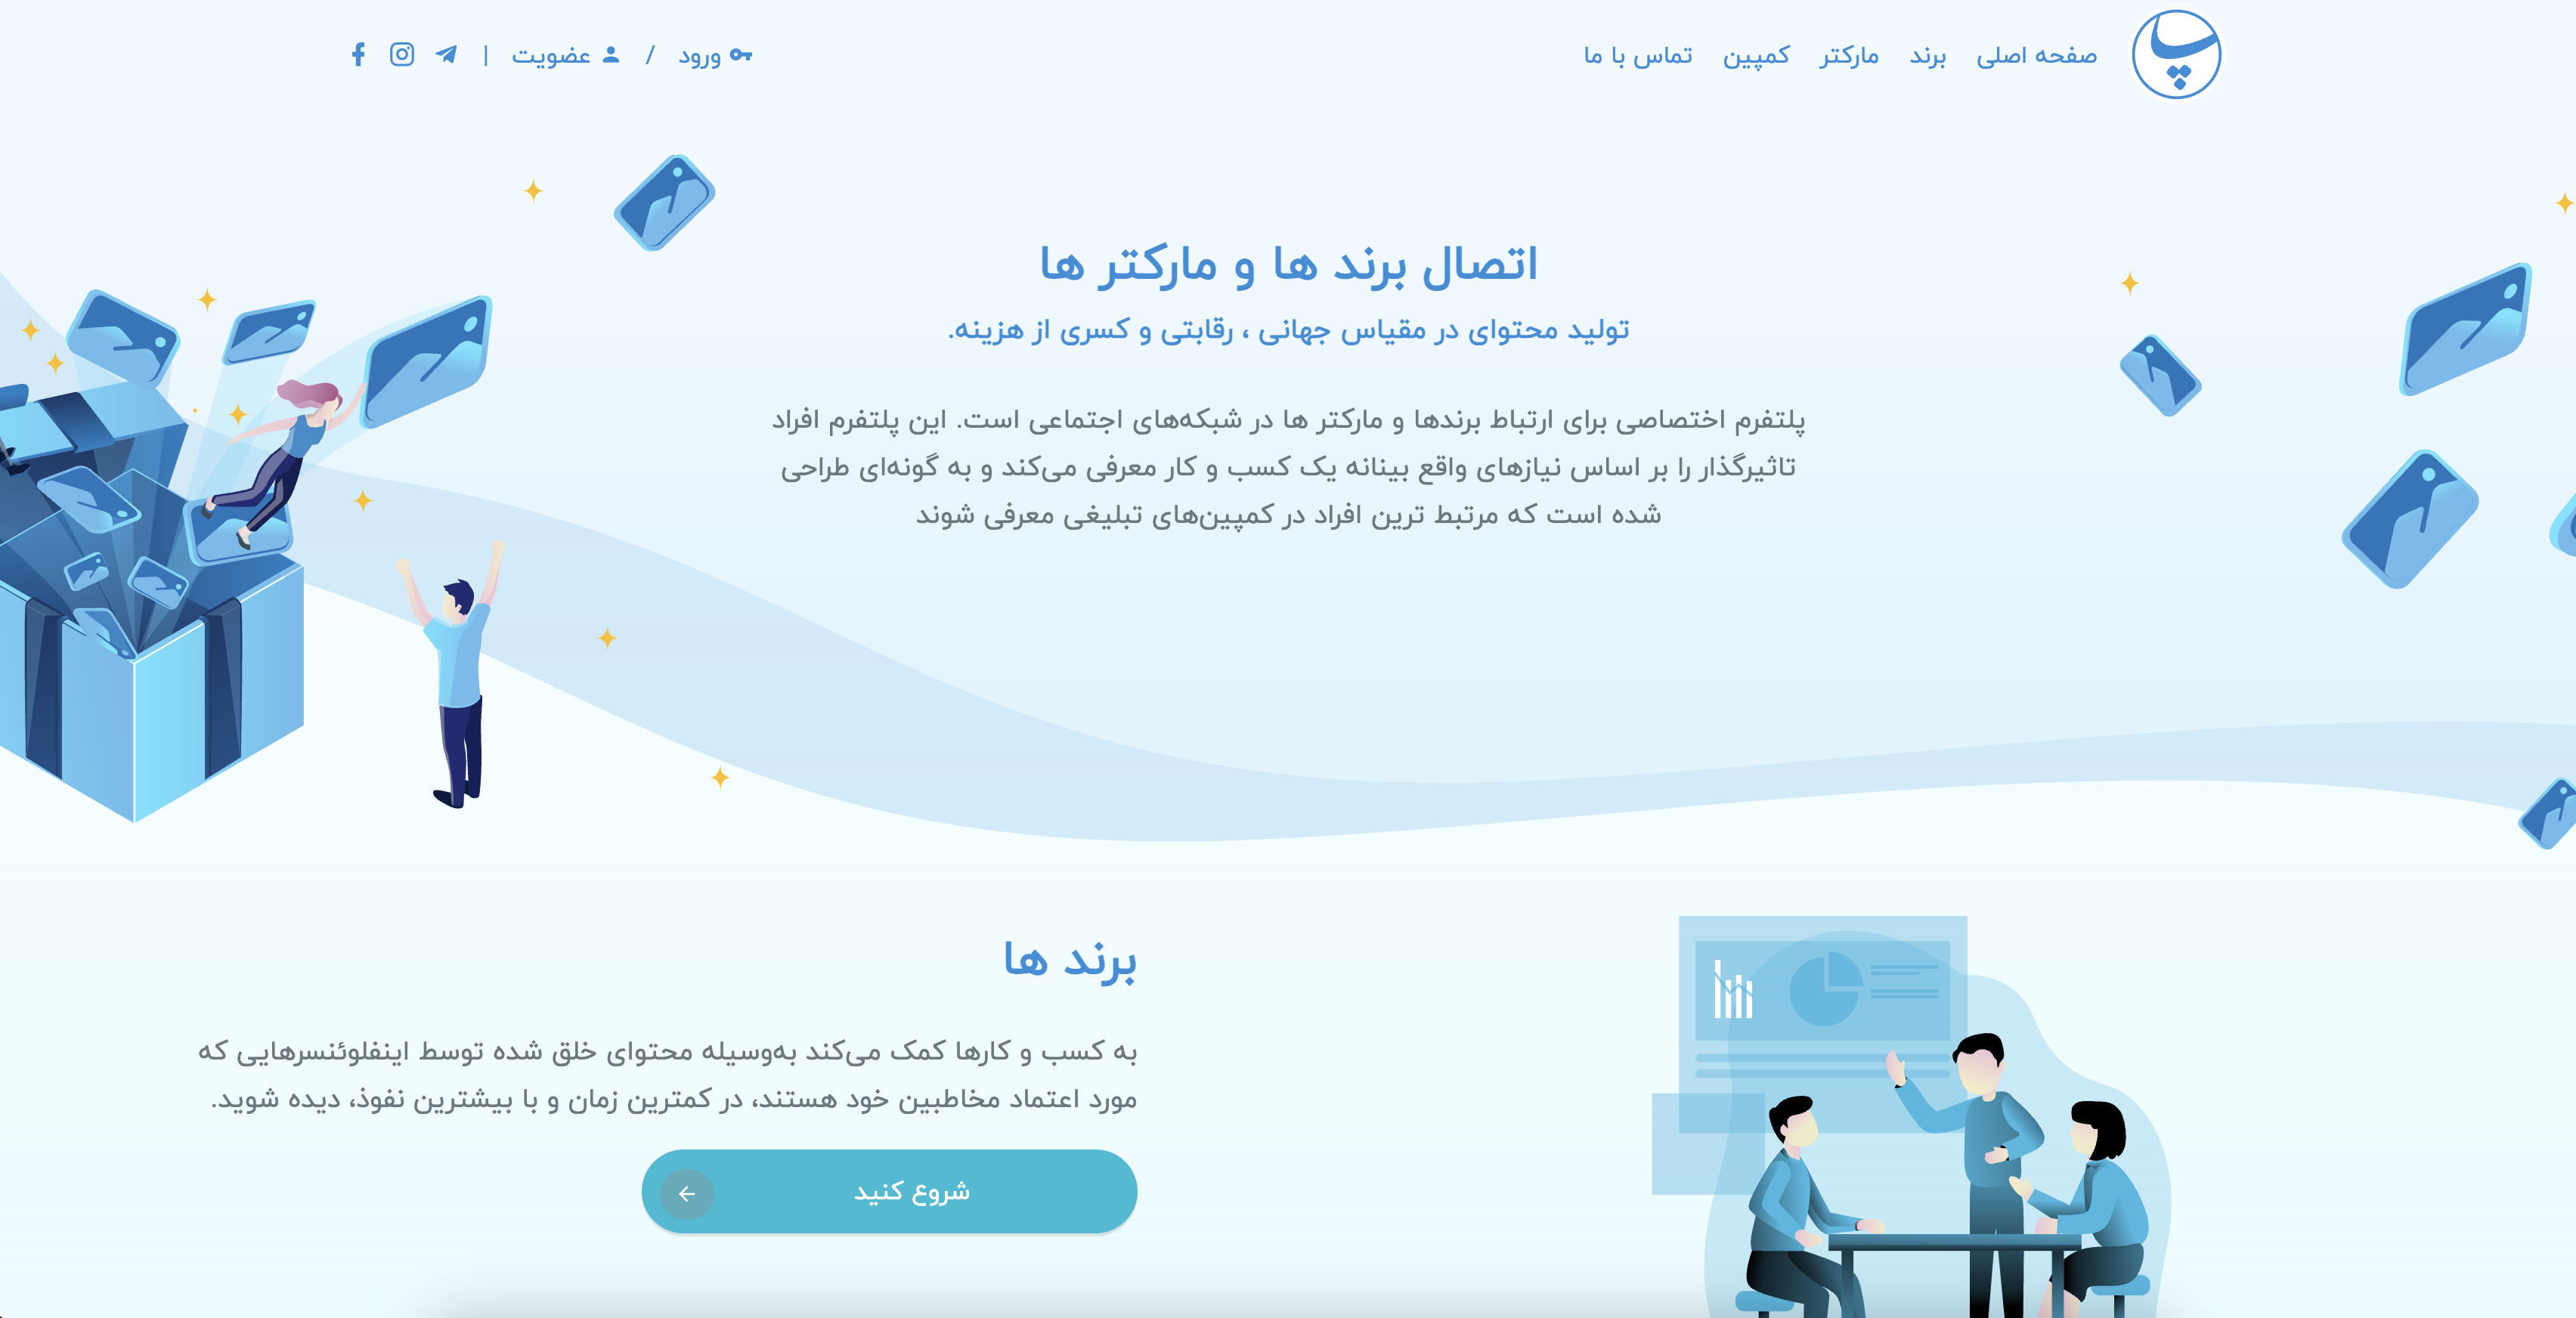 پ
صفحه اصلی
برند
مارکتر
کمپین
تماس با ما
ورود / عضویت |
اتصال برند ها و مارکتر ها
تولید محتوای در مقیاس جهانی ، رقابتی و کسری از هزینه.
پلتفرم اختصاصی برای ارتباط برندها و مارکتر ها در شبکه‌های اجتماعی است. این پلتفرم افراد
تاثیرگذار را بر اساس نیازهای واقع بینانه یک کسب و کار معرفی می‌کند و به گونه‌ای طراحی
شده است که مرتبط ترین افراد در کمپین‌های تبلیغی معرفی شوند
برند ها
به کسب و کارها کمک می‌کند به‌وسیله محتوای خلق شده توسط اینفلوئنسرهایی که
مورد اعتماد مخاطبین خود هستند، در کمترین زمان و با بیشترین نفوذ، دیده شوید.
شروع کنید